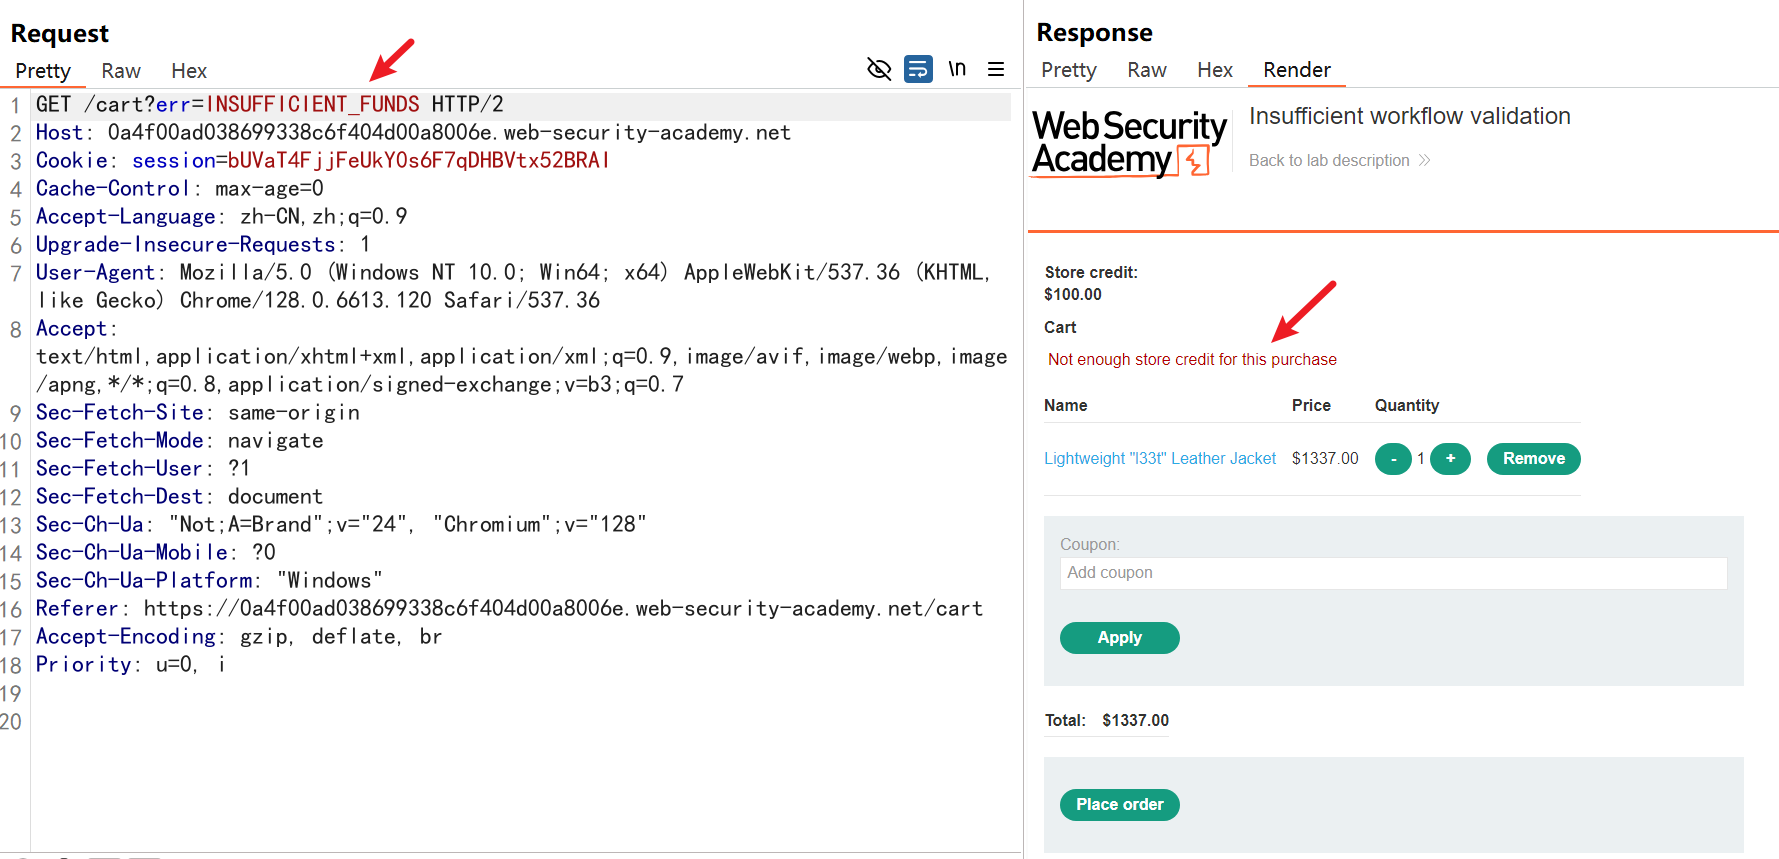 Request
Pretty Raw Hex
\n
1 GET /cart?err=INSUFFICIENT_FUNDS HTTP/2
2 Host: 0a4f00ad038699338c6f404d00a8006e.web-security-academy.net
3 Cookie: session=bUVaT4FjjFeUkY0s6F7qDHBVtx52BRAI
4 Cache-Control: max-age=0
5 Accept-Language: zh-CN,zh;q=0.9
6 Upgrade-Insecure-Requests: 1
7 User-Agent: Mozilla/5.0 (Windows NT 10.0; Win64; x64) AppleWebKit/537.36 (KHTML,
like Gecko) Chrome/128.0.6613.120 Safari/537.36
8 Accept:
text/html,application/xhtml+xml,application/xml;q=0.9,image/avif,image/webp,image
/apng,*/*;q=0.8,application/signed-exchange;v=b3;q=0.7
9 Sec-Fetch-Site: same-origin
10 Sec-Fetch-Mode: navigate
11 Sec-Fetch-User: ?1
12 Sec-Fetch-Dest: document
13 Sec-Ch-Ua: "Not;A=Brand";v="24", "Chromium";v="128"
14 Sec-Ch-Ua-Mobile: ?0
15 Sec-Ch-Ua-Platform: "Windows"
16 Referer: https://0a4f00ad038699338c6f404d00a8006e.web-security-academy.net/cart
17 Accept-Encoding: gzip, deflate, br
18 Priority: u=0, i
19
20
Response
Pretty Raw Hex Render
Web Security
Academy
Insufficient workflow validation
Back to lab description
Store credit:
$100.00
Cart
Not enough store credit for this purchase
Name Price Quantity
Lightweight "l33t" Leather Jacket $1337.00 - 1 + Remove
Coupon:
Add coupon
Apply
Total: $1337.00
Place order